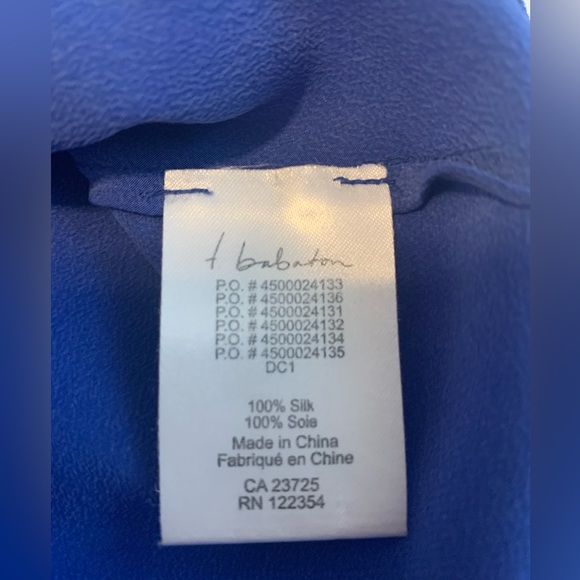 t babaton
P.O. # 4500024133
P.O. # 4500024136
P.O. # 4500024131
P.O. # 4500024132
P.O. # 4500024134
P.O. # 4500024135
DC1
100% Silk
100% Soie
Made in China
Fabriqué en Chine
CA 23725
RN 122354